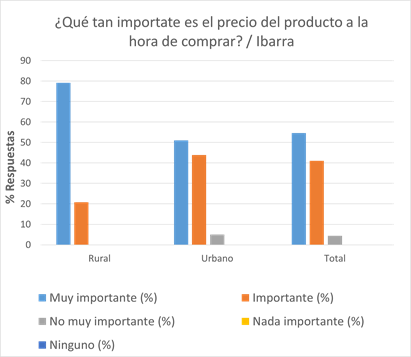 ¿Qué tan importate es el precio del producto a la
hora de comprar? / Ibarra
90
80
70
60
50
40
30
20
10
0
% Respuestas
Rural Urbano Total
Muy importante (%) Importante (%)
No muy importante (%) Nada importante (%)
Ninguno (%)